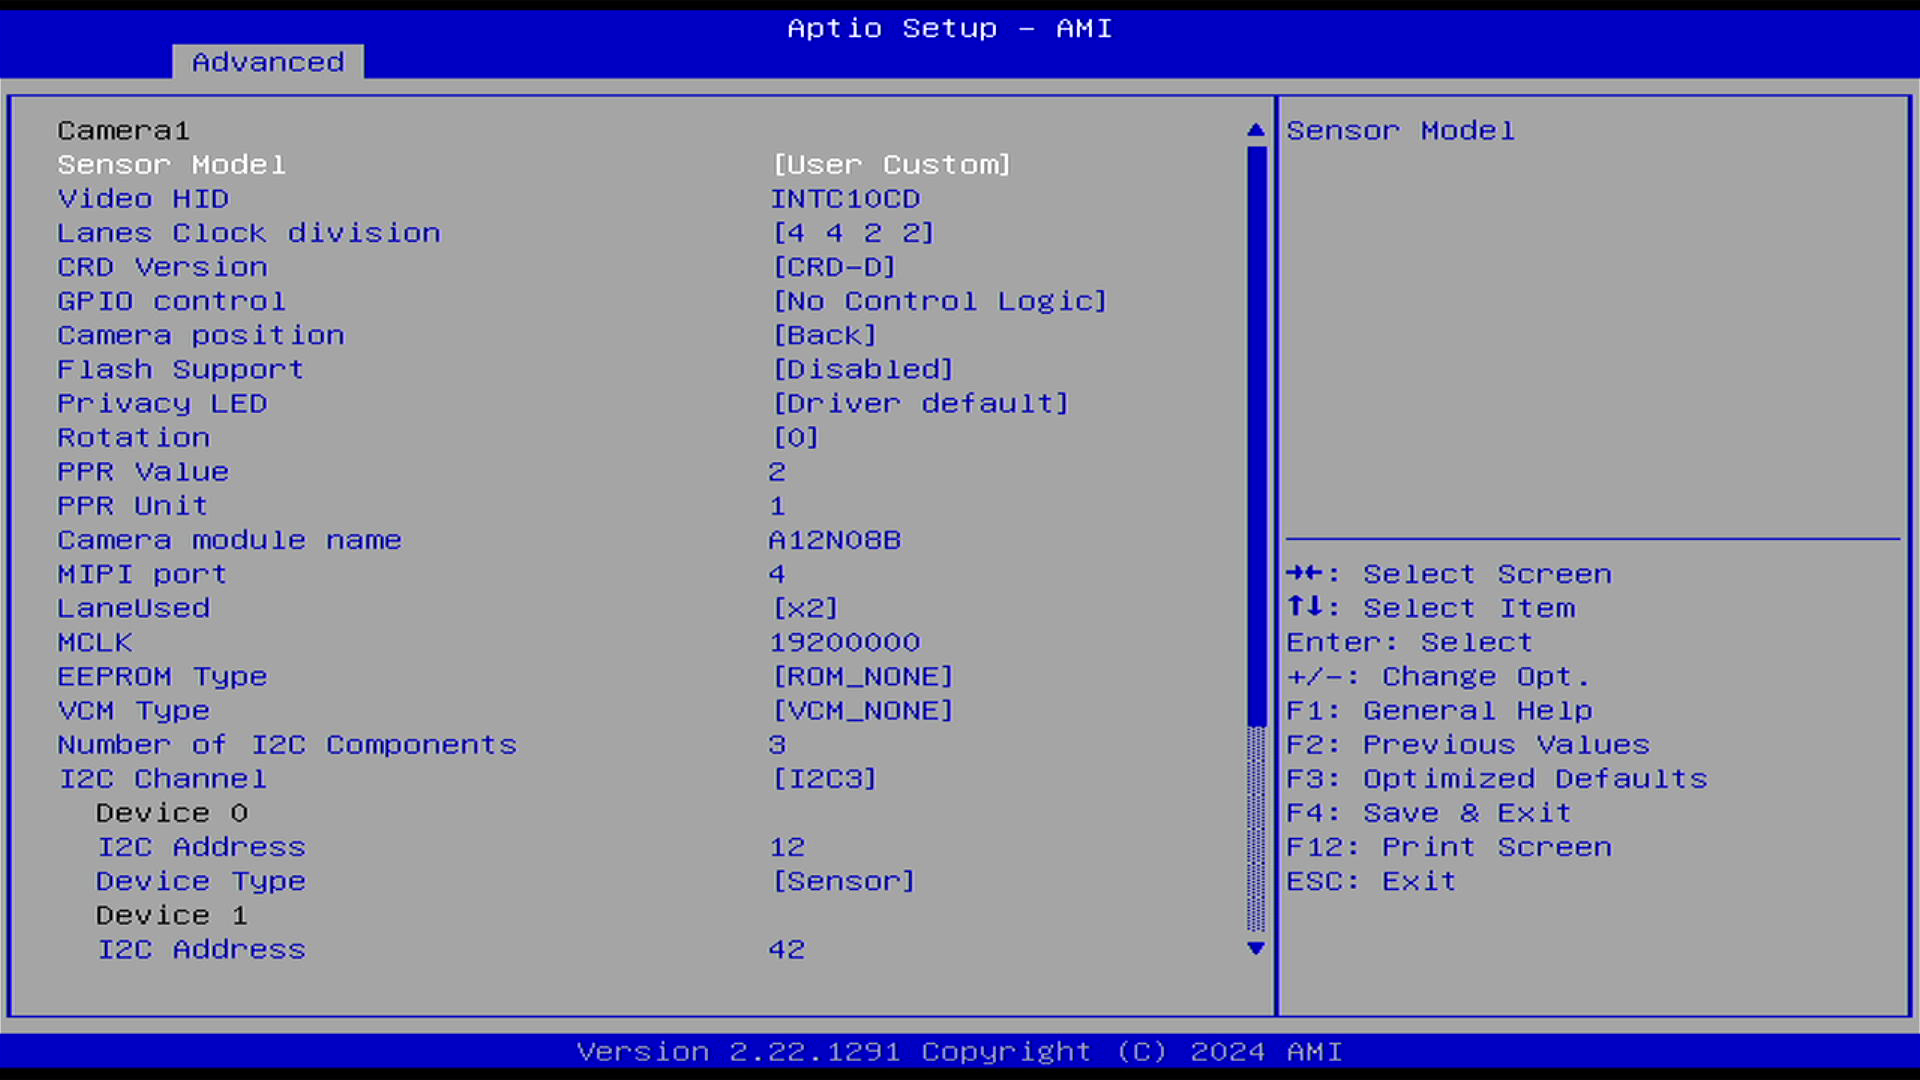 Aptio Setup - AMI
Advanced
Camera1
Sensor Model [User Custom]
Video HID INTC10CD
Lanes Clock division [4 4 2 2]
CRD Version [CRD-D]
GPIO control [No Control Logic]
Camera position [Back]
Flash Support [Disabled]
Privacy LED [Driver default]
Rotation [0]
PPR Value 2
PPR Unit 1
Camera module name A12N08B
MIPI port 4
LaneUsed [x2]
MCLK 19200000
EEPROM Type [ROM_NONE]
VCM Type [VCM_NONE]
Number of I2C Components 3
I2C Channel [I2C3]
Device 0
I2C Address 12
Device Type [Sensor]
Device 1
I2C Address 42
Sensor Model
→←: Select Screen
↑↓: Select Item
Enter: Select
+/-: Change Opt.
F1: General Help
F2: Previous Values
F3: Optimized Defaults
F4: Save & Exit
F12: Print Screen
ESC: Exit
Version 2.22.1291 Copyright (C) 2024 AMI